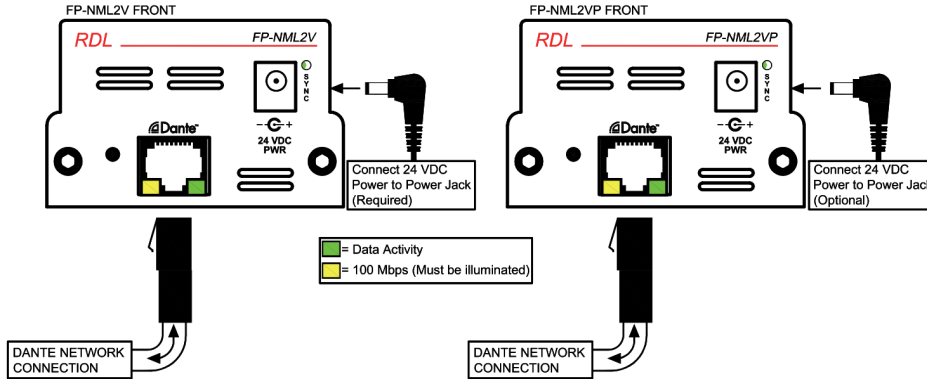 FP-NML2V FRONT
RDL FP-NML2V
SYNC
Dante™
- C +
24 VDC
PWR
Connect 24 VDC
Power to Power Jack
(Required)
DANTE NETWORK
CONNECTION
= Data Activity
= 100 Mbps (Must be illuminated)
FP-NML2VP FRONT
RDL FP-NML2VP
SYNC
Dante™
- C +
24 VDC
PWR
Connect 24 VDC
Power to Power Jack
(Optional)
DANTE NETWORK
CONNECTION